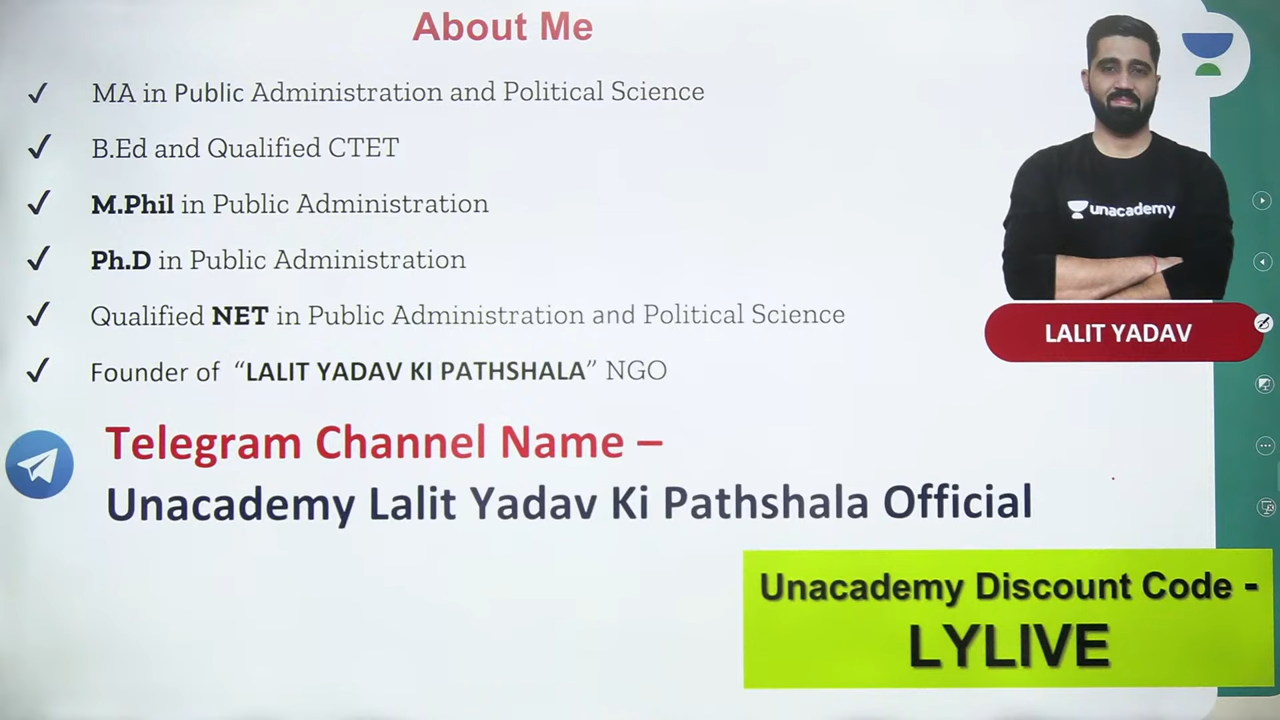 About Me
MA in Public Administration and Political Science
B.Ed and Qualified CTET
M.Phil in Public Administration
Ph.D in Public Administration
Qualified NET in Public Administration and Political Science
Founder of “LALIT YADAV KI PATHSHALA” NGO
unacademy
LALIT YADAV
Telegram Channel Name –
Unacademy Lalit Yadav Ki Pathshala Official
Unacademy Discount Code -
LYLIVE